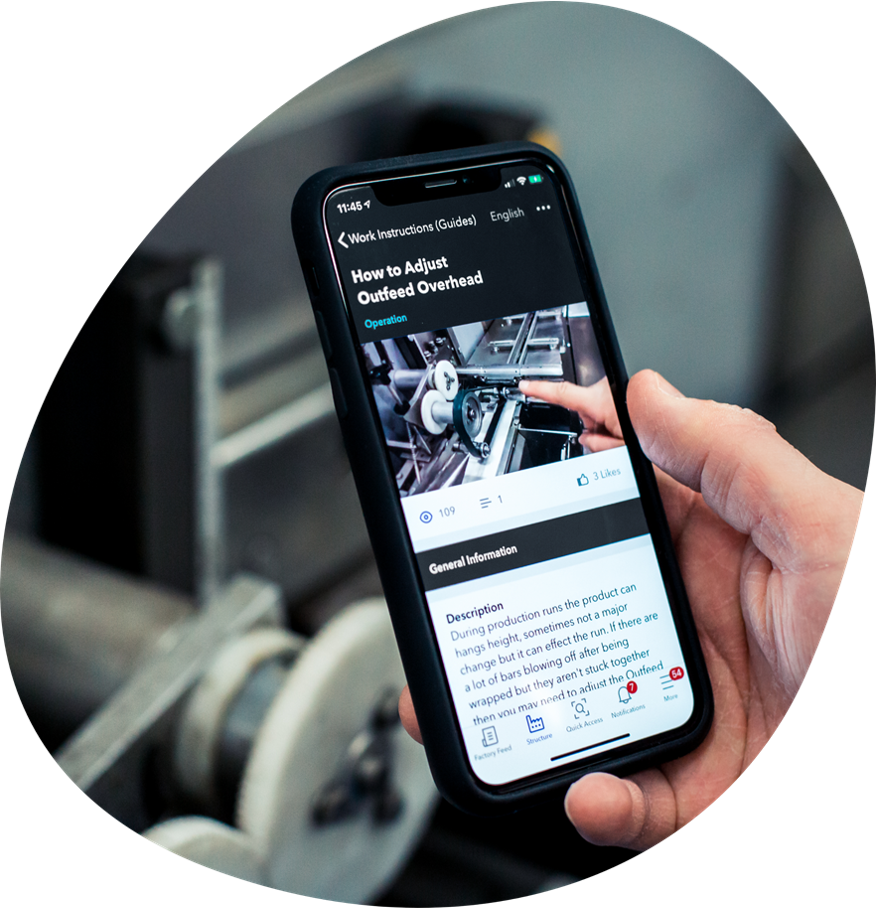 11:45
Work Instructions (Guides) English
How to Adjust
Outfeed Overhead
Operation
109 1 3 Likes
General Information
Description
During production runs the product can
hangs height, sometimes not a major
change but it can effect the run. If there are
a lot of bars blowing off after being
wrapped but they aren't stuck together
then you may need to adjust the Outfeed
Factory Feed Structure Quick Access Notifications 7 More 54